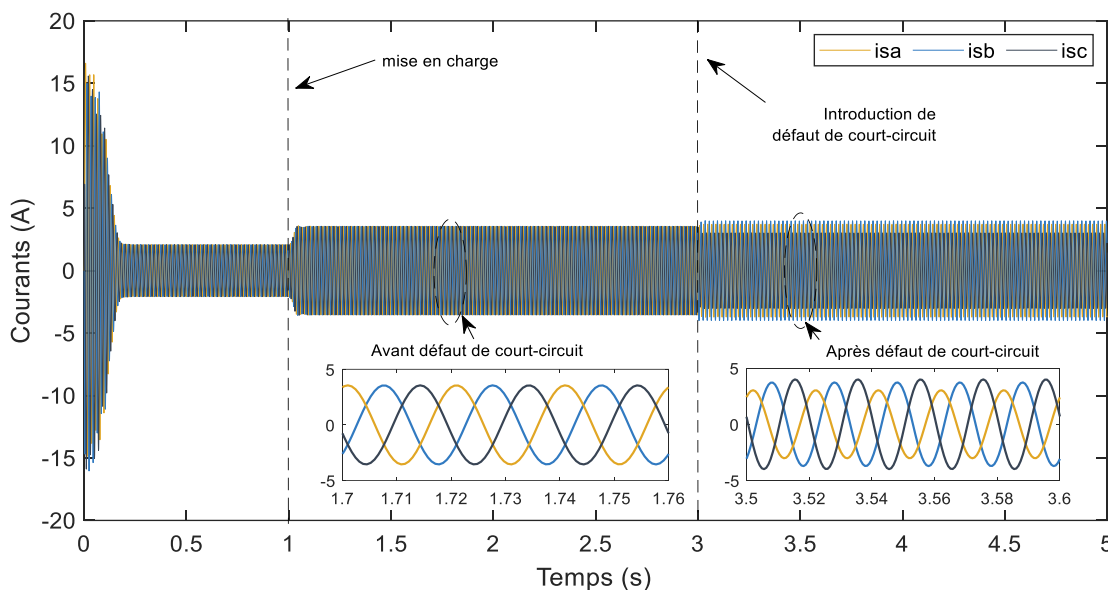 20
15
10
5
0
-5
-10
-15
-20
Courants (A)
isa isb isc
mise en charge
Introduction de
défaut de court-circuit
Avant défaut de court-circuit
5
0
-5
1.7 1.71 1.72 1.73 1.74 1.75 1.76
Après défaut de court-circuit
5
0
-5
3.5 3.52 3.54 3.56 3.58 3.6
0 0.5 1 1.5 2 2.5 3 3.5 4 4.5 5
Temps (s)